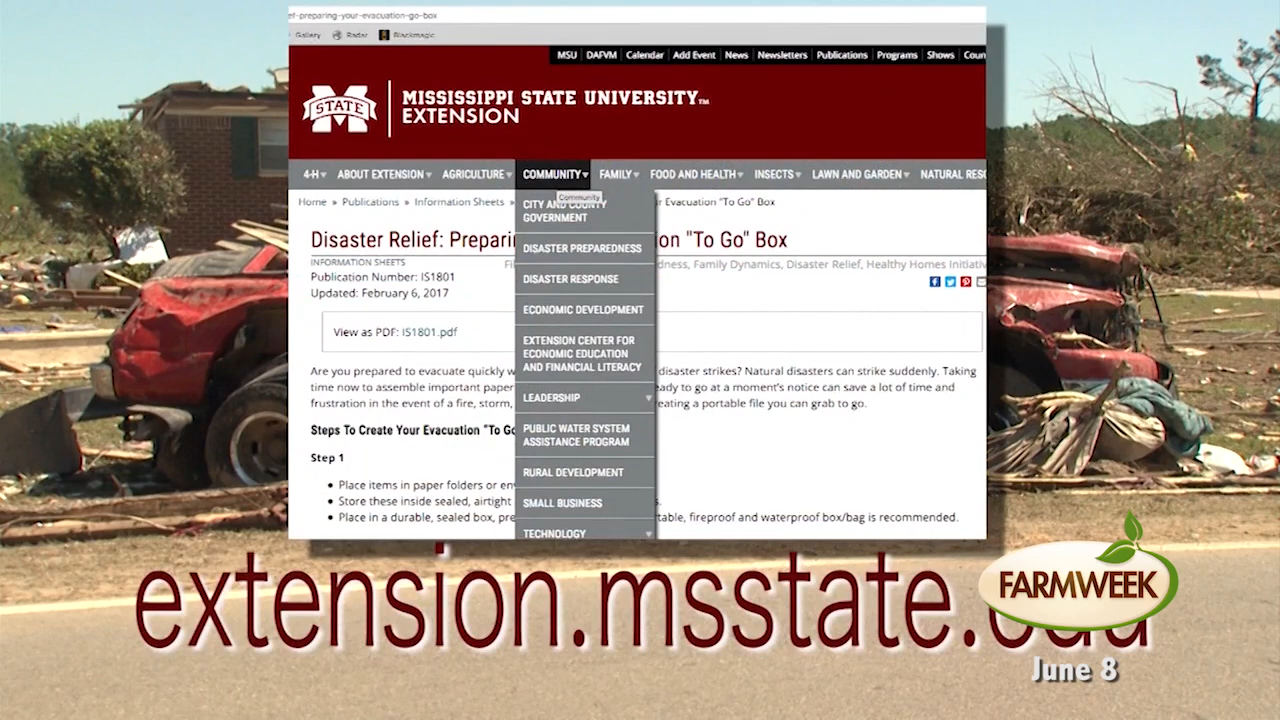 ef-preparing-your-evacuation-go-box
Gallery Radar Blackmagic
MSU DAFVM Calendar Add Event News Newsletters Publications Programs Shows Coun
STATE
MISSISSIPPI STATE UNIVERSITY™
EXTENSION
4-H ABOUT EXTENSION AGRICULTURE COMMUNITY FAMILY FOOD AND HEALTH INSECTS LAWN AND GARDEN NATURAL RESO
Community
Home » Publications » Information Sheets » r Evacuation "To Go" Box
CITY AND COUNTY
GOVERNMENT
Disaster Relief: Prepari on "To Go" Box
DISASTER PREPAREDNESS
INFORMATION SHEETS
Fi dness, Family Dynamics, Disaster Relief, Healthy Homes Initiativ
Publication Number: IS1801
DISASTER RESPONSE
Updated: February 6, 2017
ECONOMIC DEVELOPMENT
View as PDF: IS1801.pdf
EXTENSION CENTER FOR
ECONOMIC EDUCATION
AND FINANCIAL LITERACY
Are you prepared to evacuate quickly w disaster strikes? Natural disasters can strike suddenly. Taking
time now to assemble important paper eady to go at a moment's notice can save a lot of time and
frustration in the event of a fire, storm, eating a portable file you can grab to go.
LEADERSHIP
Steps To Create Your Evacuation "To Go
PUBLIC WATER SYSTEM
ASSISTANCE PROGRAM
Step 1
RURAL DEVELOPMENT
• Place items in paper folders or en
• Store these inside sealed, airtight s.
SMALL BUSINESS
• Place in a durable, sealed box, pre table, fireproof and waterproof box/bag is recommended.
TECHNOLOGY
extension.msstate.edu
FARMWEEK
June 8